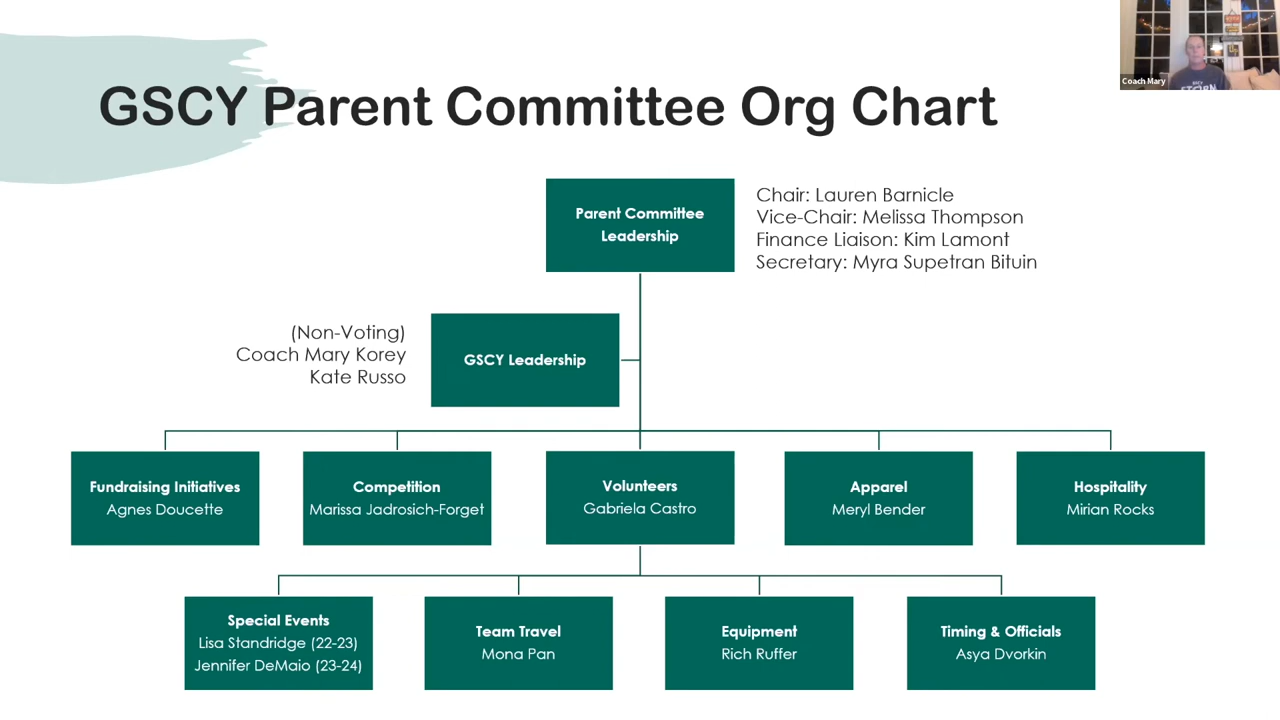 Coach Mary
GSCY Parent Committee Org Chart
Parent Committee
Leadership
Chair: Lauren Barnicle
Vice-Chair: Melissa Thompson
Finance Liaison: Kim Lamont
Secretary: Myra Supetran Bituin
(Non-Voting)
Coach Mary Korey
Kate Russo
GSCY Leadership
Fundraising Initiatives
Agnes Doucette
Competition
Marissa Jadrosich-Forget
Volunteers
Gabriela Castro
Apparel
Meryl Bender
Hospitality
Mirian Rocks
Special Events
Lisa Standridge (22-23)
Jennifer DeMaio (23-24)
Team Travel
Mona Pan
Equipment
Rich Ruffer
Timing & Officials
Asya Dvorkin